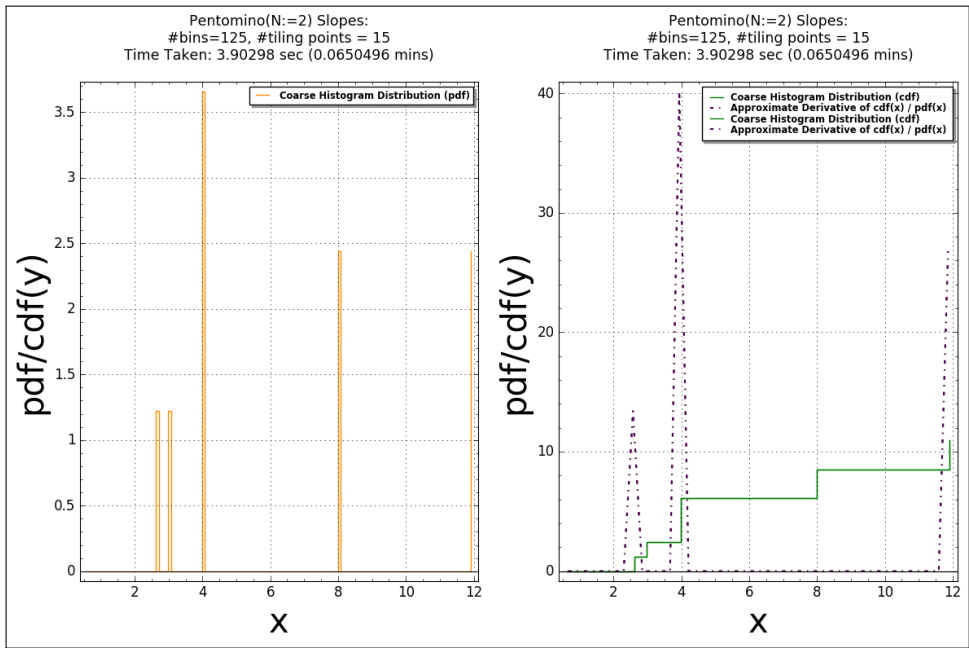 Pentomino(N:=2) Slopes:
#bins=125, #tiling points = 15
Time Taken: 3.90298 sec (0.0650496 mins)
Coarse Histogram Distribution (pdf)
3.5
3
2.5
2
1.5
1
0.5
0
2
4
6
8
10
12
pdf/cdf(y)
x
Pentomino(N:=2) Slopes:
#bins=125, #tiling points = 15
Time Taken: 3.90298 sec (0.0650496 mins)
Coarse Histogram Distribution (cdf)
Approximate Derivative of cdf(x) / pdf(x)
Coarse Histogram Distribution (cdf)
Approximate Derivative of cdf(x) / pdf(x)
40
30
20
10
0
2
4
6
8
10
12
pdf/cdf(y)
x